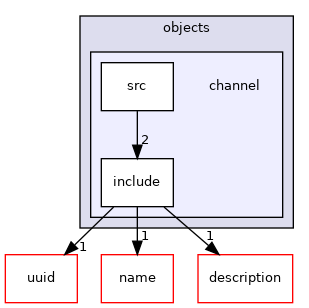 objects
src
channel
2
include
1
1
1
uuid
name
description